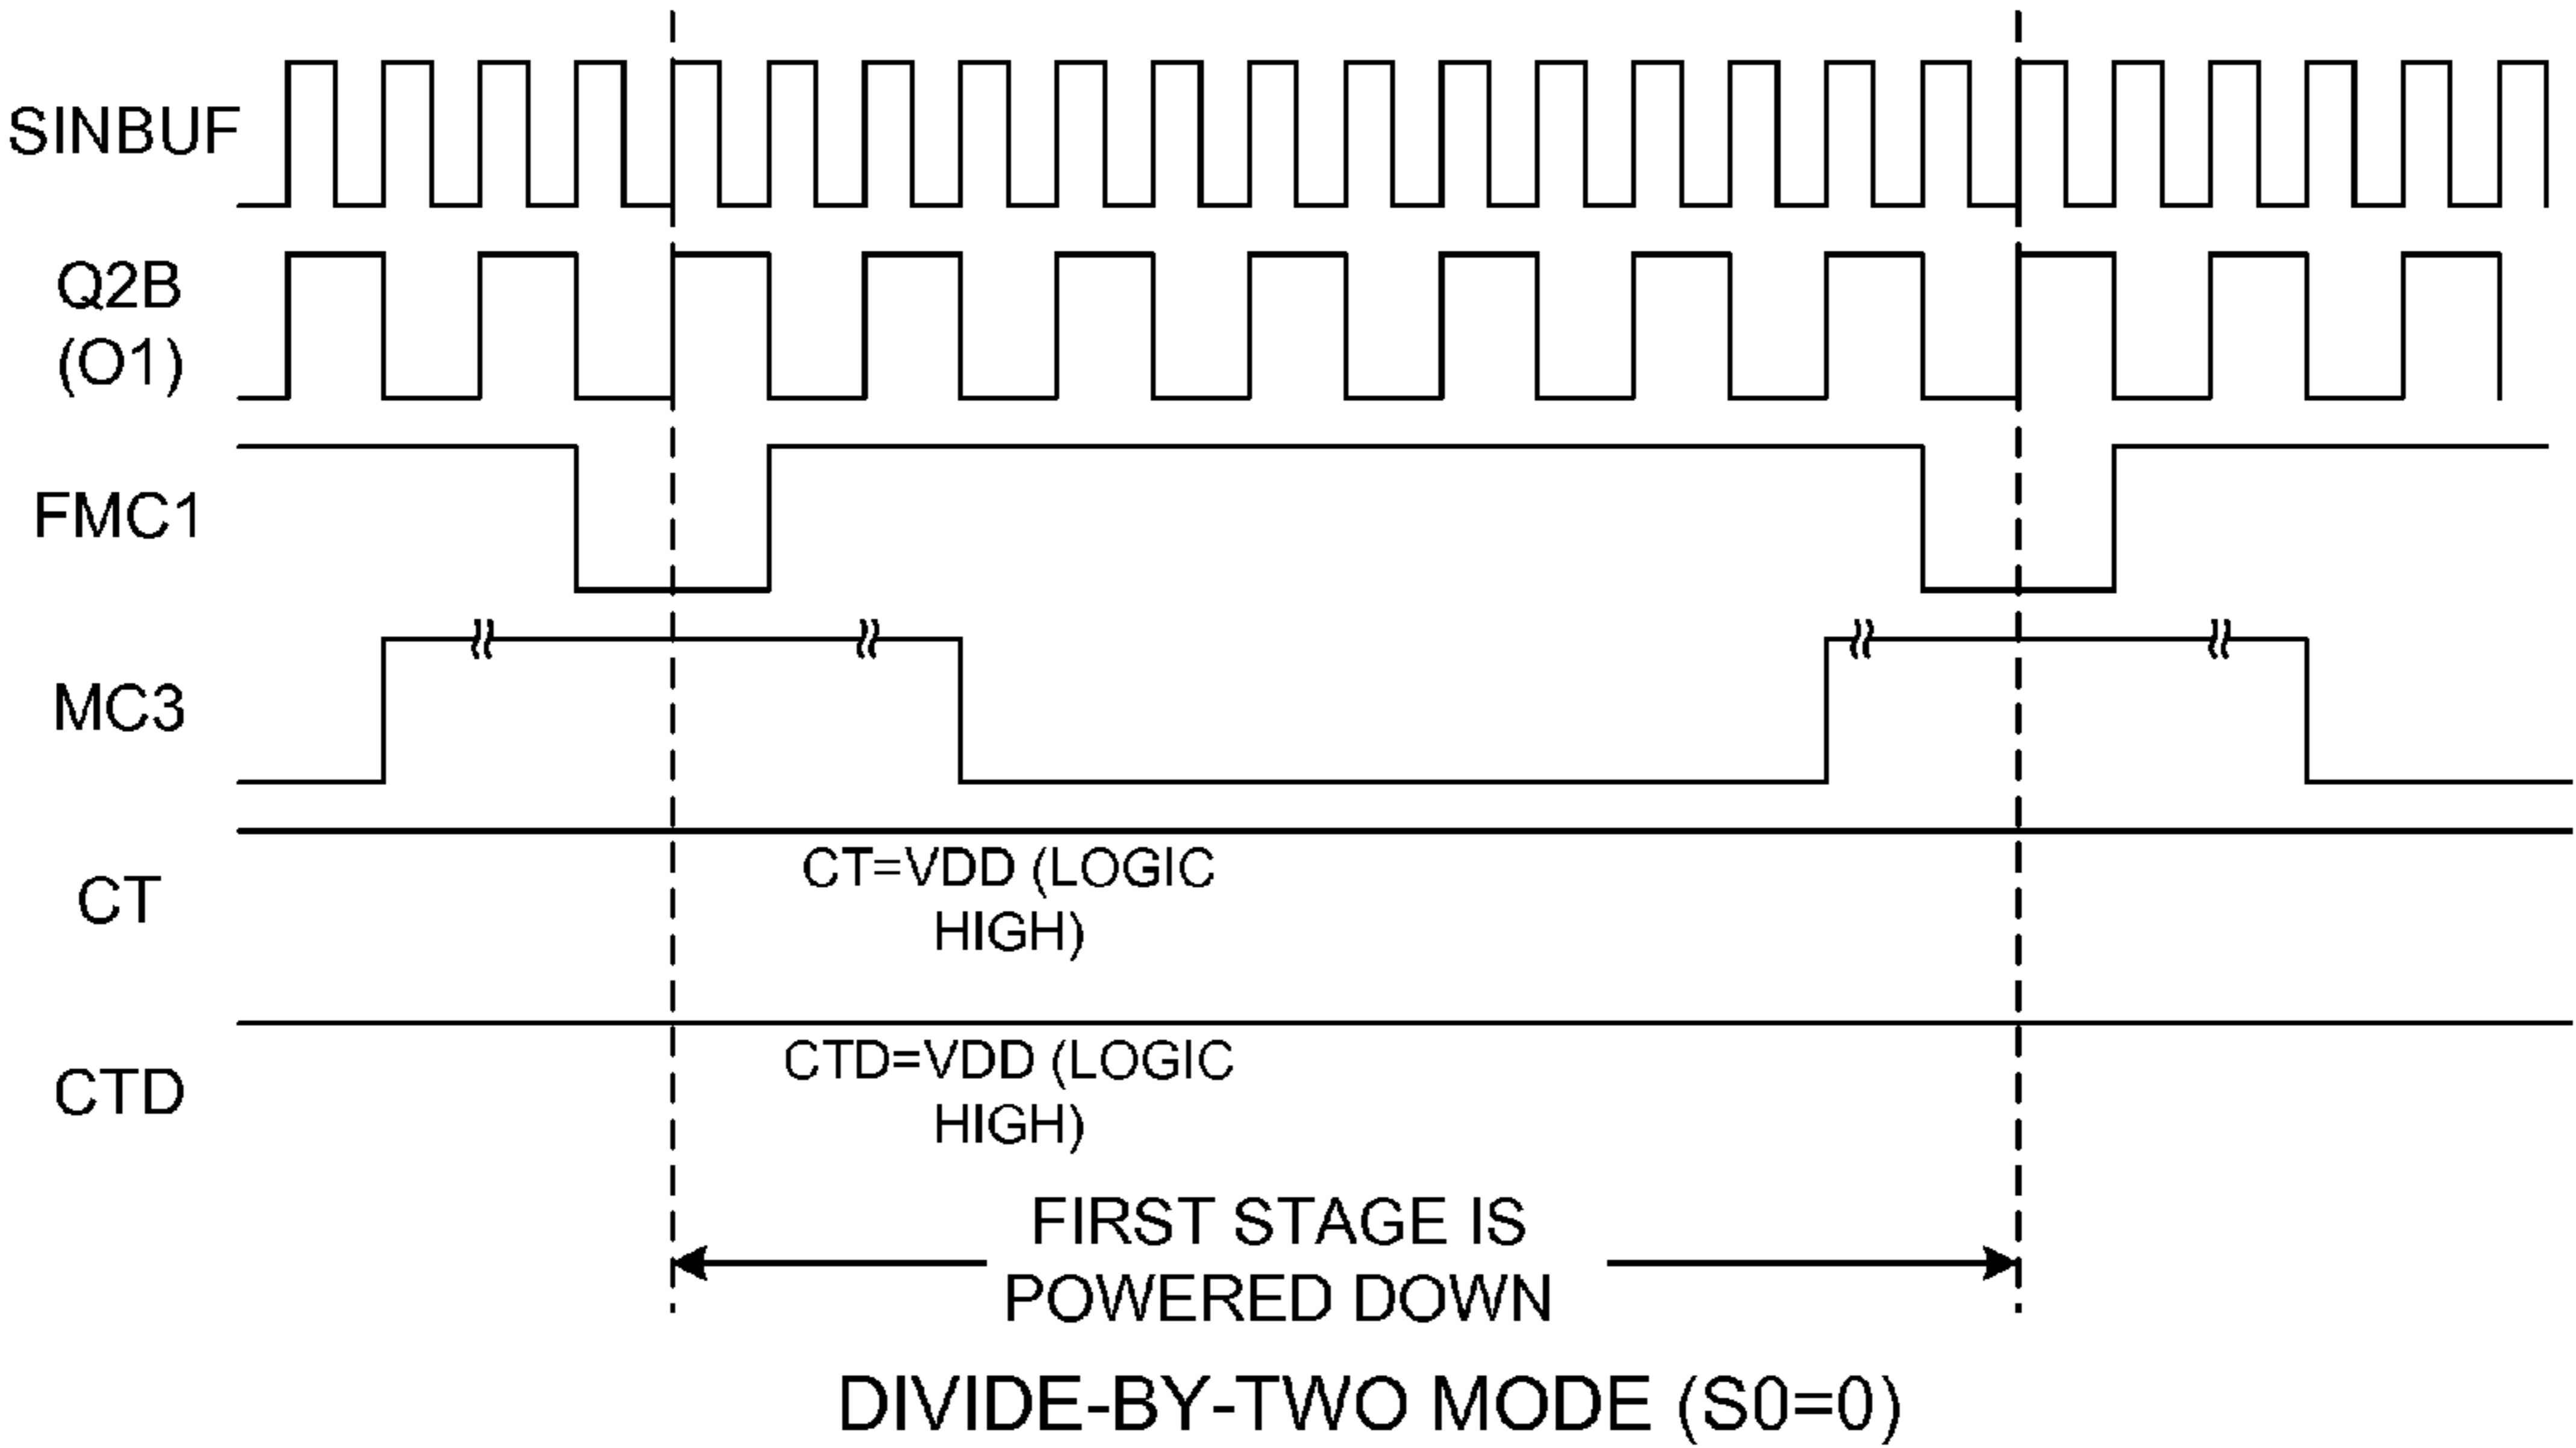 SINBUF
Q2B
(O1)
FMC1
MC3
CT
CT=VDD (LOGIC
HIGH)
CTD
CTD=VDD (LOGIC
HIGH)
FIRST STAGE IS
POWERED DOWN
DIVIDE-BY-TWO MODE (S0=0)